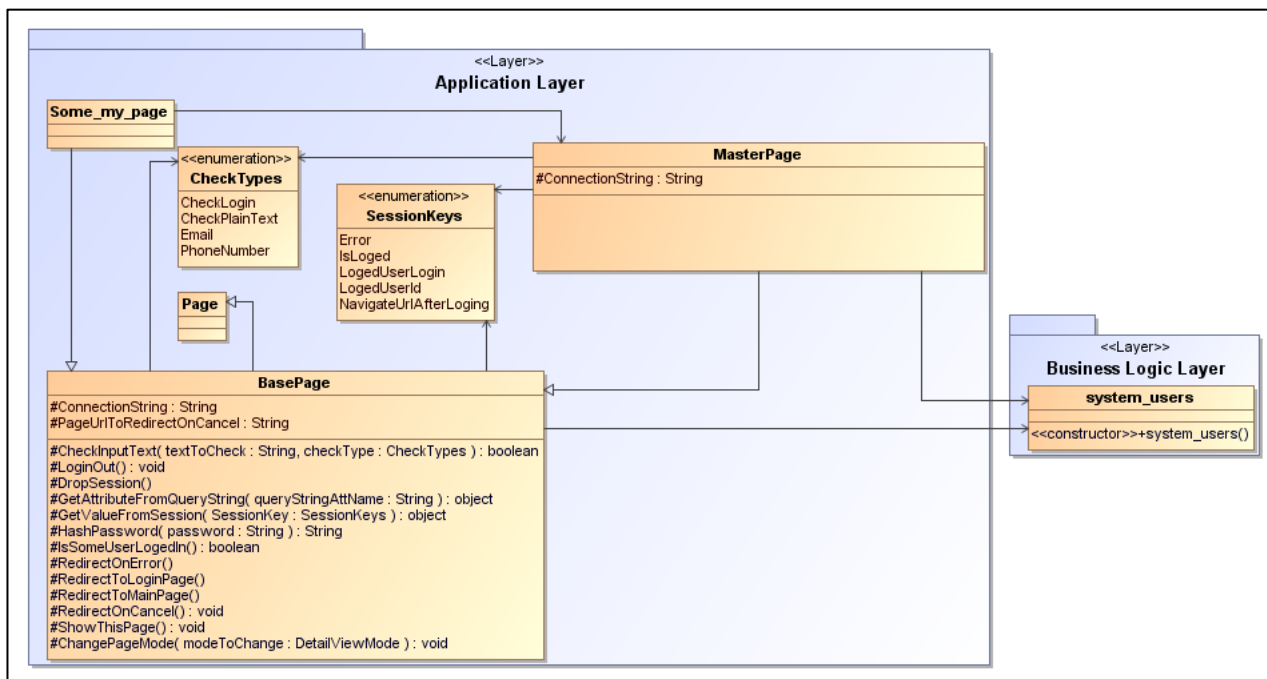 <<Layer>>
Application Layer
Some_my_page
<<enumeration>>
CheckTypes
CheckLogin
CheckPlainText
Email
PhoneNumber
<<enumeration>>
SessionKeys
Error
IsLoged
LogedUserLogin
LogedUserId
NavigateUrlAfterLoging
MasterPage
#ConnectionString : String
Page
BasePage
#ConnectionString : String
#PageUrlToRedirectOnCancel : String
#CheckInputText( textToCheck : String, checkType : CheckTypes ) : boolean
#LoginOut() : void
#DropSession()
#GetAttributeFromQueryString( queryStringAttName : String ) : object
#GetValueFromSession( SessionKey : SessionKeys ) : object
#HashPassword( password : String ) : String
#IsSomeUserLogedIn() : boolean
#RedirectOnError()
#RedirectToLoginPage()
#RedirectToMainPage()
#RedirectOnCancel() : void
#ShowThisPage() : void
#ChangePageMode( modeToChange : DetailViewMode ) : void
<<Layer>>
Business Logic Layer
system_users
<<constructor>>+system_users()